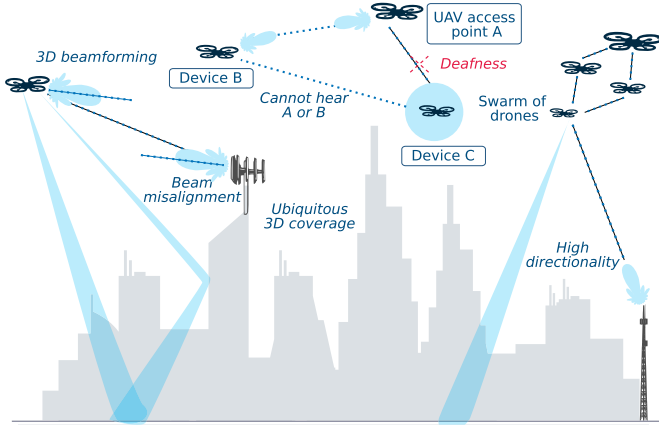 UAV access
point A
3D beamforming
Device B
Deafness
Cannot hear
A or B
Swarm of
drones
Device C
Beam
misalignment
Ubiquitous
3D coverage
High
directionality